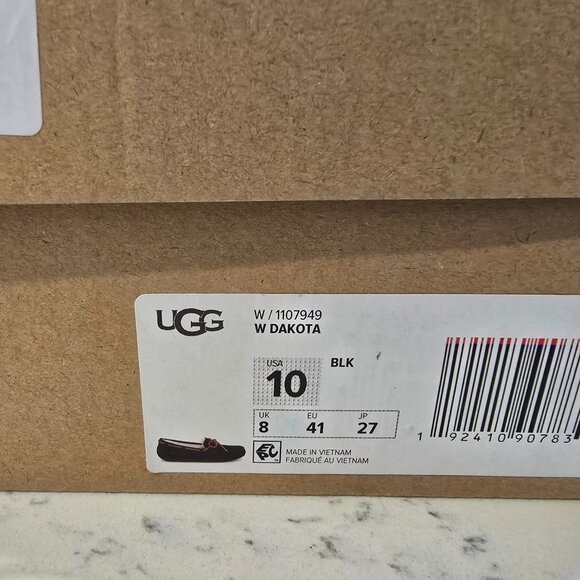 UGG
W / 1107949
W DAKOTA
USA
10
BLK
UK EU JP
8 41 27
MADE IN VIETNAM
FABRIQUÉ AU VIETNAM
1 92410 90783